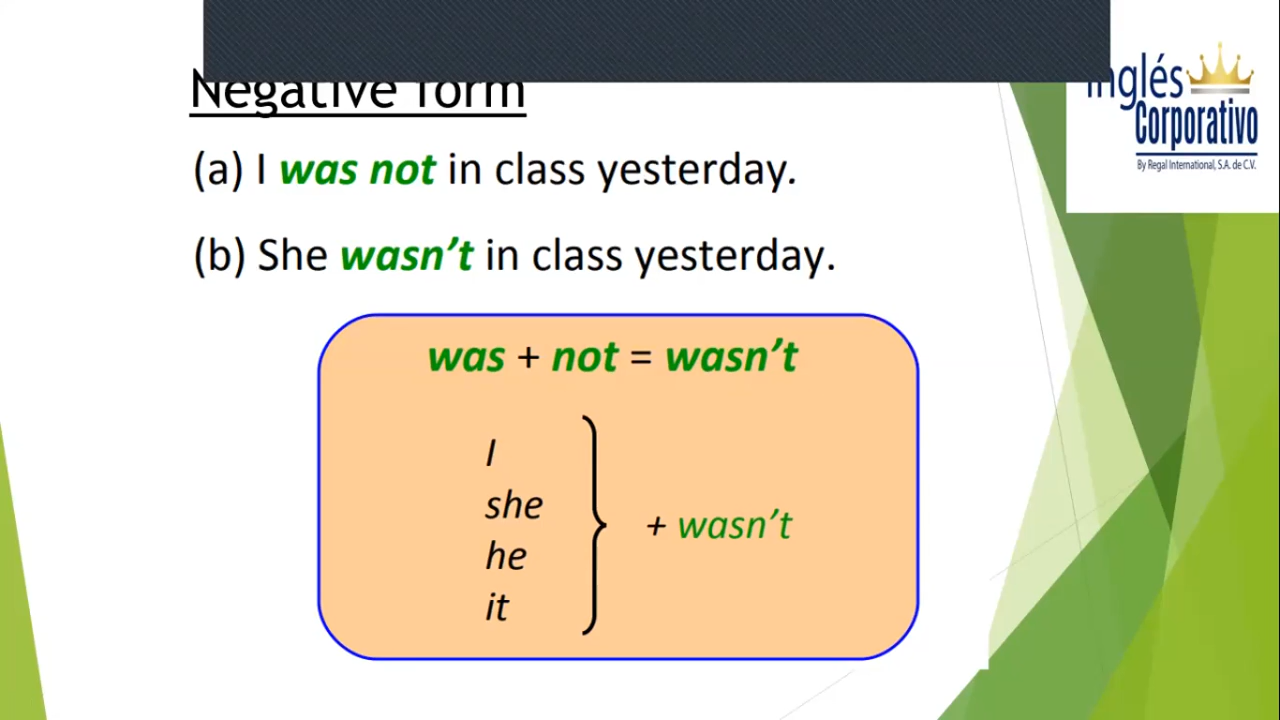 Negative form
Inglés
Corporativo
By Regal International, S.A. de C.V.
(a) I was not in class yesterday.
(b) She wasn’t in class yesterday.
was + not = wasn’t
I
she
he
it
+ wasn’t